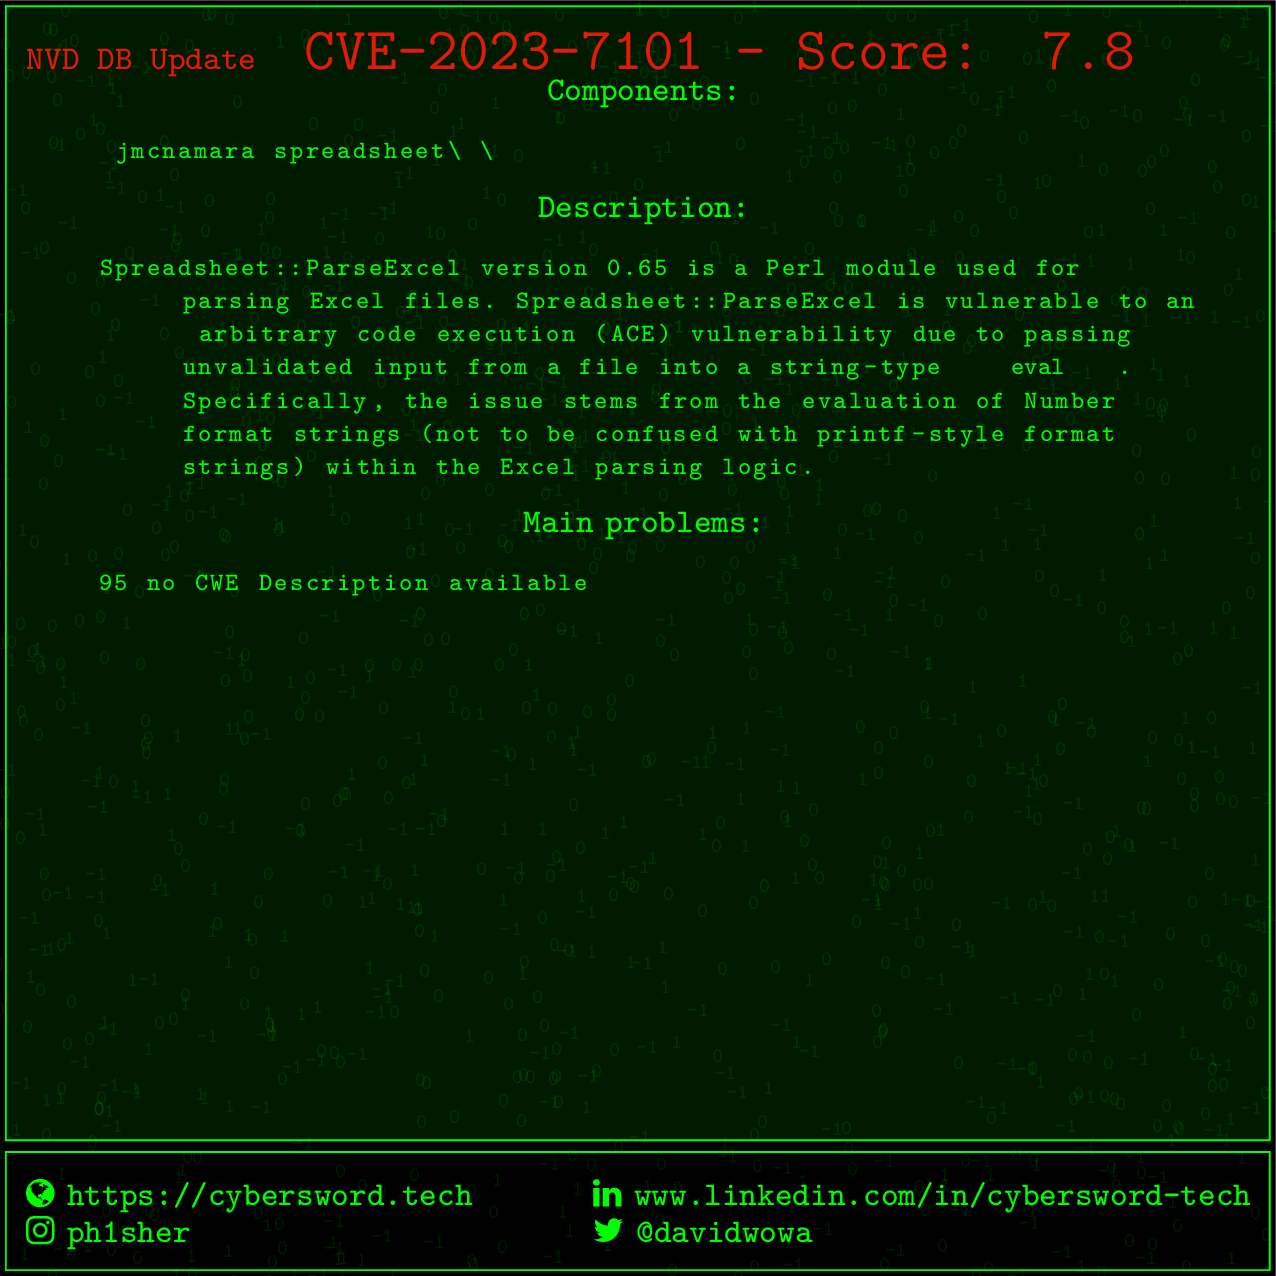 NVD DB Update CVE-2023-7101 - Score: 7.8
Components:
jmcnamara spreadsheet\ \
Description:
Spreadsheet::ParseExcel version 0.65 is a Perl module used for
parsing Excel files. Spreadsheet::ParseExcel is vulnerable to an
arbitrary code execution (ACE) vulnerability due to passing
unvalidated input from a file into a string-type eval .
Specifically, the issue stems from the evaluation of Number
format strings (not to be confused with printf-style format
strings) within the Excel parsing logic.
Main problems:
95 no CWE Description available
https://cybersword.tech
www.linkedin.com/in/cybersword-tech
ph1sher
@davidwowa